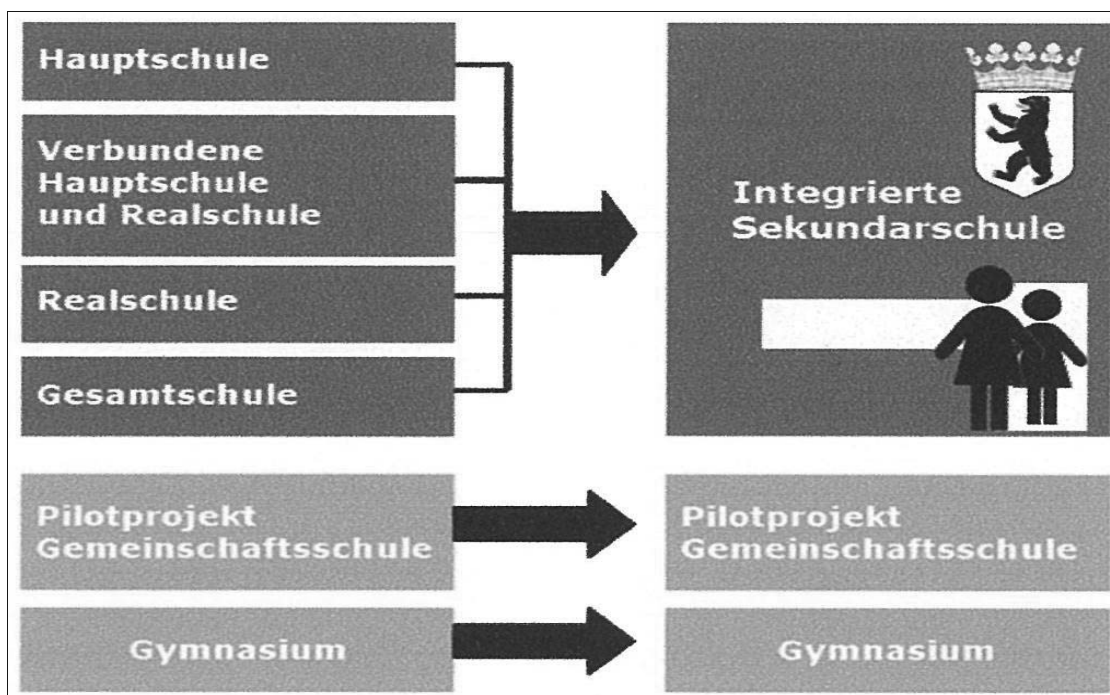 Hauptschule
Verbundene
Hauptschule
und Realschule
Realschule
Gesamtschule
Pilotprojekt
Gemeinschaftsschule
Gymnasium
Integrierte
Sekundarschule
Pilotprojekt
Gemeinschaftsschule
Gymnasium